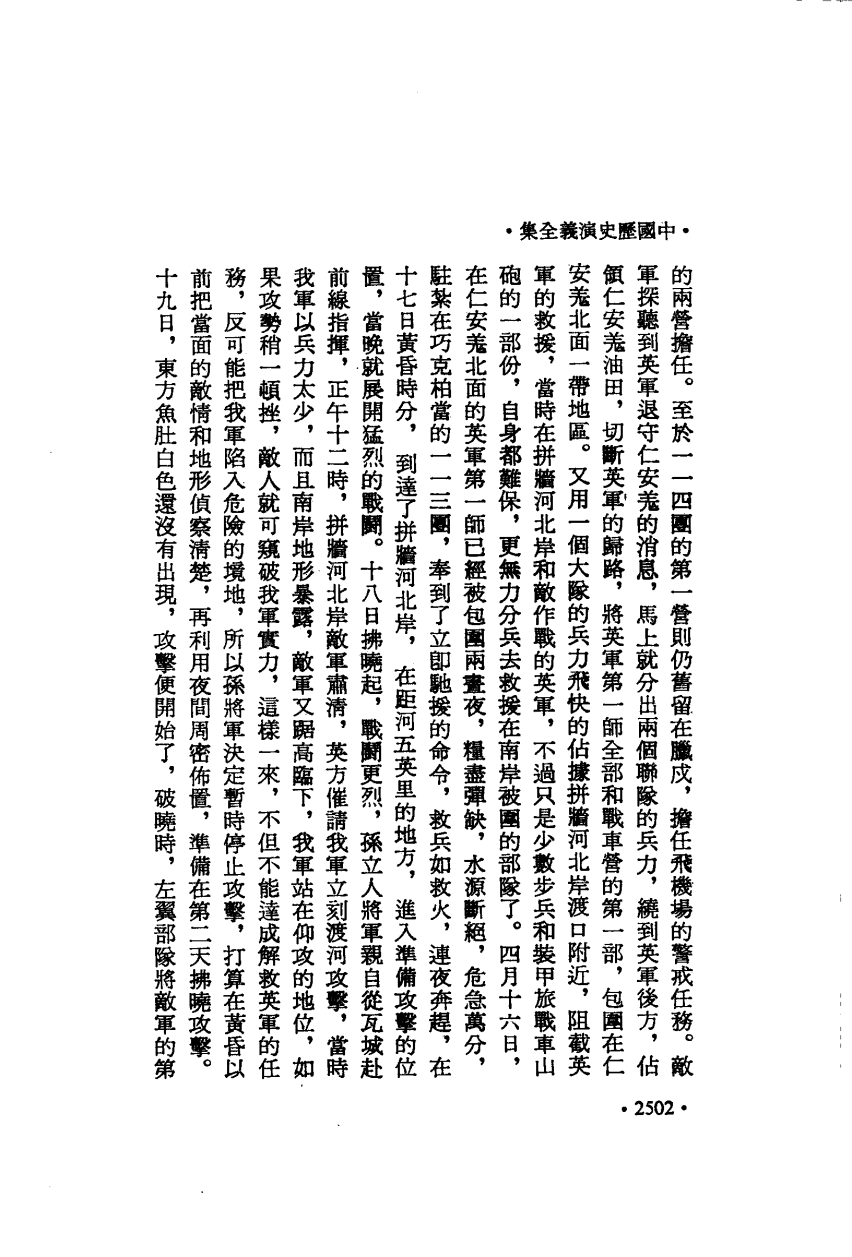 ・中國歷史演義全集・
的兩營擔任。至於一一四團的第一營則仍舊留在臘戍，擔任飛機場的警戒任務。敵
軍探聽到英軍退守仁安羌的消息，馬上就分出兩個聯隊的兵力，繞到英軍後方，佔
領仁安羌油田，切斷英軍的歸路，將英軍第一師全部和戰車營的第一部，包圍在仁
安羌北面一帶地區。又用一個大隊的兵力飛快的佔據拼牆河北岸渡口附近，阻截英
軍的救援，當時在拼牆河北岸和敵作戰的英軍，不過只是少數步兵和裝甲旅戰車山
砲的一部份，自身都難保，更無力分兵去救援在南岸被圍的部隊了。四月十六日，
在仁安羌北面的英軍第一師已經被包圍兩晝夜，糧盡彈缺，水源斷絕，危急萬分，
駐紮在巧克柏當的一一三團，奉到了立即馳援的命令，救兵如救火，連夜奔趕，在
十七日黃昏時分，到達了拼牆河北岸，在距河五英里的地方，進入準備攻擊的位
置，當晚就展開猛烈的戰鬪。十八日拂曉起，戰鬪更烈，孫立人將軍親自從瓦城赴
前線指揮，正午十二時，拼牆河北岸敵軍肅清，英方催請我軍立刻渡河攻擊，當時
我軍以兵力太少，而且南岸地形暴露，敵軍又踞高臨下，我軍站在仰攻的地位，如
果攻勢稍一頓挫，敵人就可窺破我軍實力，這樣一來，不但不能達成解救英軍的任
務，反可能把我軍陷入危險的境地，所以孫將軍決定暫時停止攻擊，打算在黃昏以
前把當面的敵情和地形偵察清楚，再利用夜間周密佈置，準備在第二天拂曉攻擊。
十九日，東方魚肚白色還沒有出現，攻擊便開始了，破曉時，左翼部隊將敵軍的第
・2502・